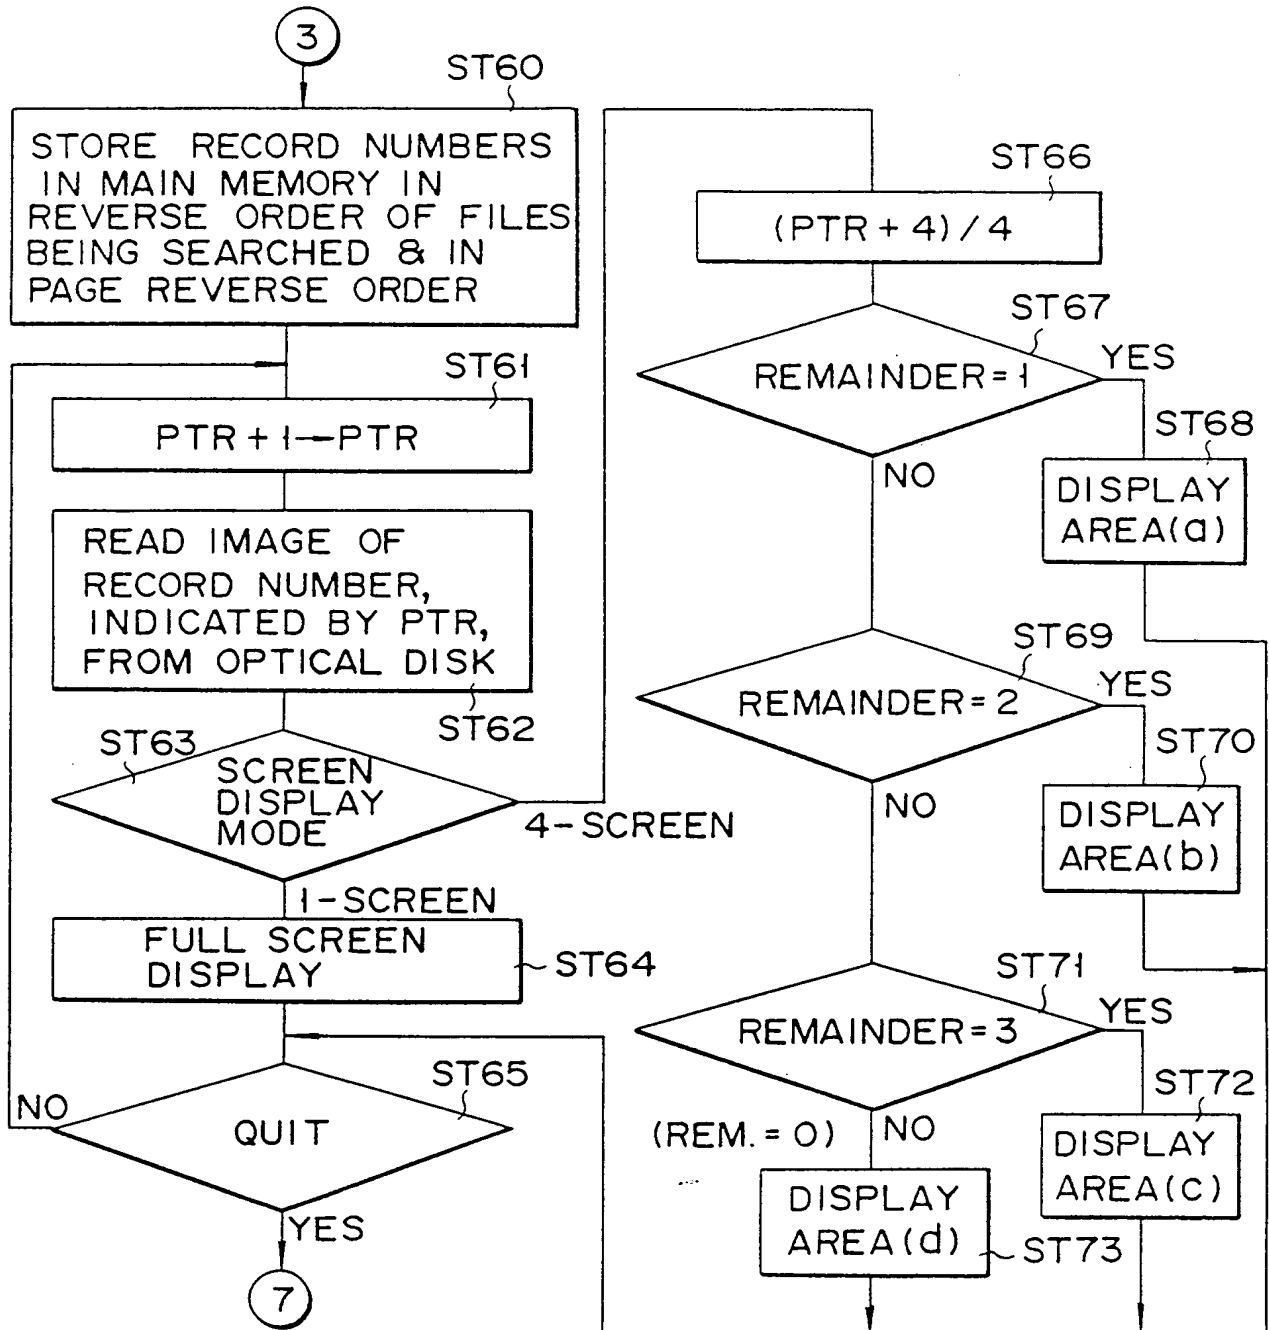 3
ST60
STORE RECORD NUMBERS
IN MAIN MEMORY IN
REVERSE ORDER OF FILES
BEING SEARCHED & IN
PAGE REVERSE ORDER
ST61
PTR + 1→PTR
READ IMAGE OF
RECORD NUMBER,
INDICATED BY PTR,
FROM OPTICAL DISK
ST62
ST63
SCREEN
DISPLAY
MODE
4-SCREEN
1-SCREEN
FULL SCREEN
DISPLAY
ST64
ST65
NO
QUIT
YES
7
ST66
(PTR + 4) / 4
ST67
REMAINDER = 1
YES
NO
ST68
DISPLAY
AREA(a)
ST69
REMAINDER = 2
YES
NO
ST70
DISPLAY
AREA(b)
ST71
REMAINDER = 3
YES
(REM. = 0)
NO
ST72
DISPLAY
AREA(c)
DISPLAY
AREA(d)
ST73